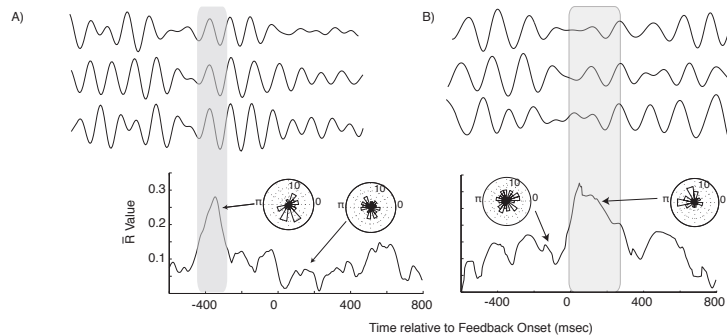 A)
B)
R̄ Value
0.3
0.2
0.1
10
π
0
10
π
0
10
π
0
10
π
0
-400
0
400
800
-400
0
400
800
Time relative to Feedback Onset (msec)